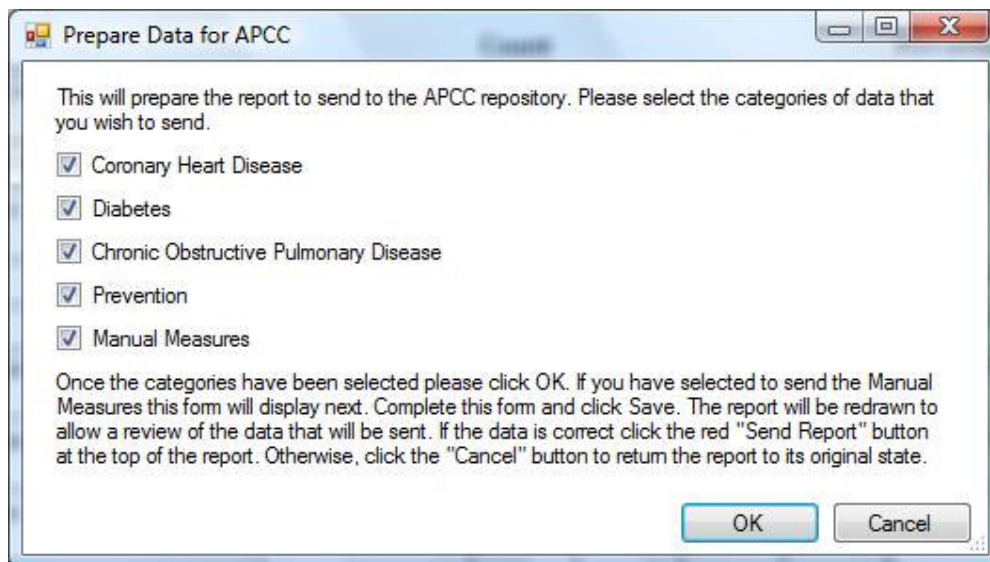 Prepare Data for APCC
Count
This will prepare the report to send to the APCC repository. Please select the categories of data that
you wish to send.
Coronary Heart Disease
Diabetes
Chronic Obstructive Pulmonary Disease
Prevention
Manual Measures
Once the categories have been selected please click OK. If you have selected to send the Manual
Measures this form will display next. Complete this form and click Save. The report will be redrawn to
allow a review of the data that will be sent. If the data is correct click the red "Send Report" button
at the top of the report. Otherwise, click the "Cancel" button to return the report to its original state.
OK
Cancel